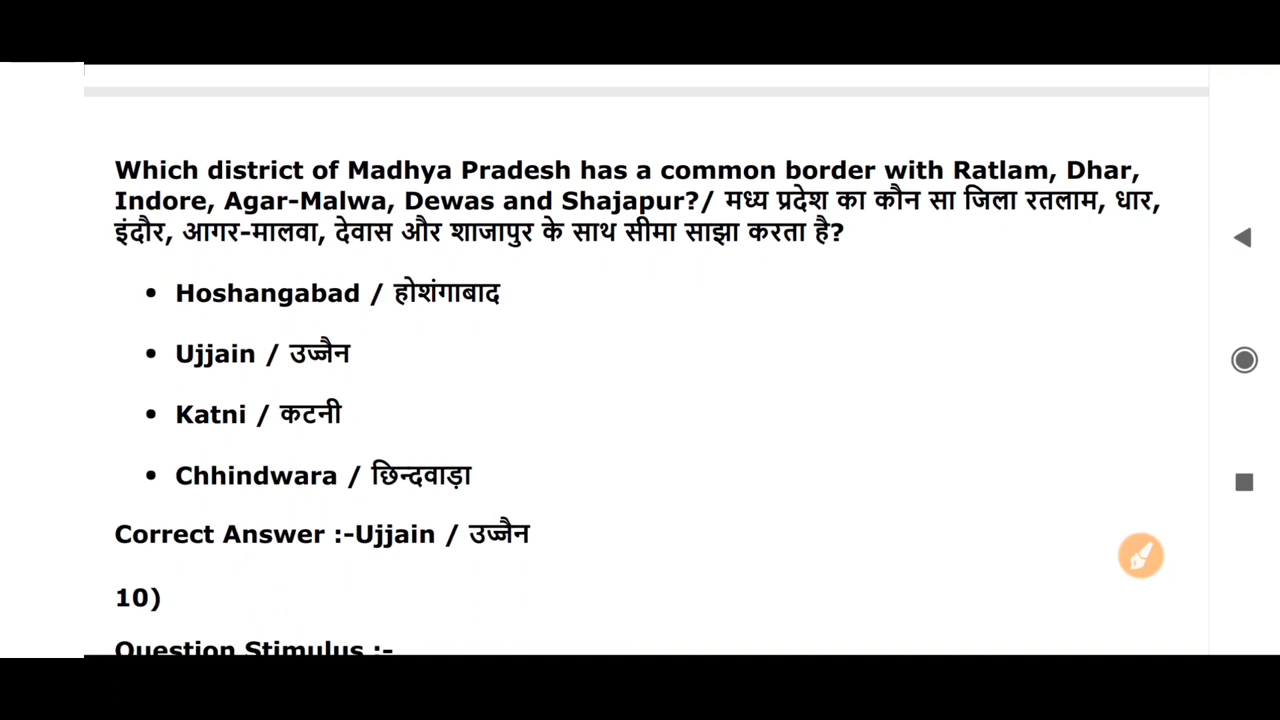 Which district of Madhya Pradesh has a common border with Ratlam, Dhar,
Indore, Agar-Malwa, Dewas and Shajapur?/ मध्य प्रदेश का कौन सा जिला रतलाम, धार,
इंदौर, आगर-मालवा, देवास और शाजापुर के साथ सीमा साझा करता है?
• Hoshangabad / होशंगाबाद
• Ujjain / उज्जैन
• Katni / कटनी
• Chhindwara / छिन्दवाड़ा
Correct Answer :-Ujjain / उज्जैन
10)
Question Stimulus :-